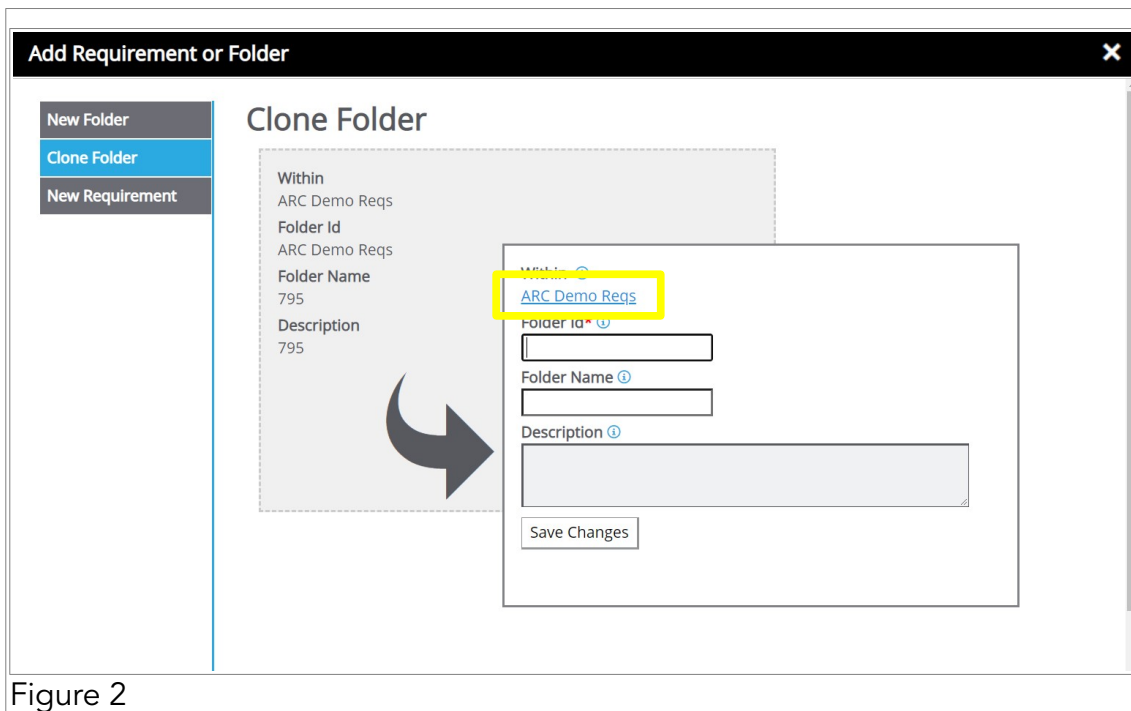 Add Requirement or Folder
New Folder
Clone Folder
New Requirement
Clone Folder
Within
ARC Demo Reqs
Folder Id
ARC Demo Reqs
Folder Name
795
Description
795
Within
ARC Demo Reqs
Folder Id*
Folder Name
Description
Save Changes
Figure 2